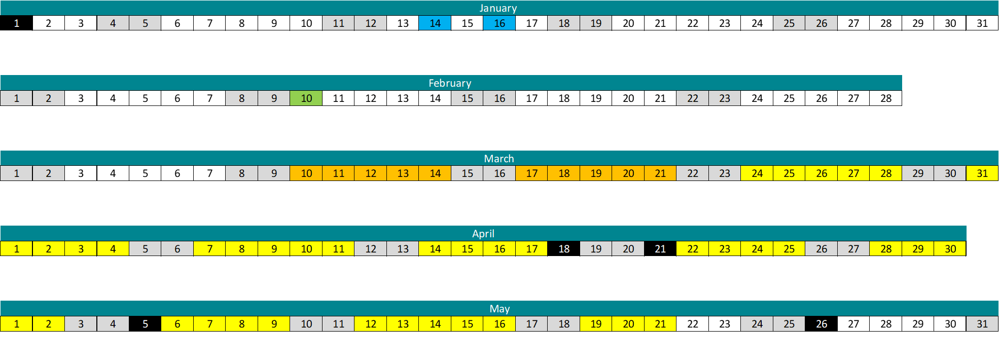 January
1 2 3 4 5 6 7 8 9 10 11 12 13 14 15 16 17 18 19 20 21 22 23 24 25 26 27 28 29 30 31
February
1 2 3 4 5 6 7 8 9 10 11 12 13 14 15 16 17 18 19 20 21 22 23 24 25 26 27 28
March
1 2 3 4 5 6 7 8 9 10 11 12 13 14 15 16 17 18 19 20 21 22 23 24 25 26 27 28 29 30 31
April
1 2 3 4 5 6 7 8 9 10 11 12 13 14 15 16 17 18 19 20 21 22 23 24 25 26 27 28 29 30
May
1 2 3 4 5 6 7 8 9 10 11 12 13 14 15 16 17 18 19 20 21 22 23 24 25 26 27 28 29 30 31